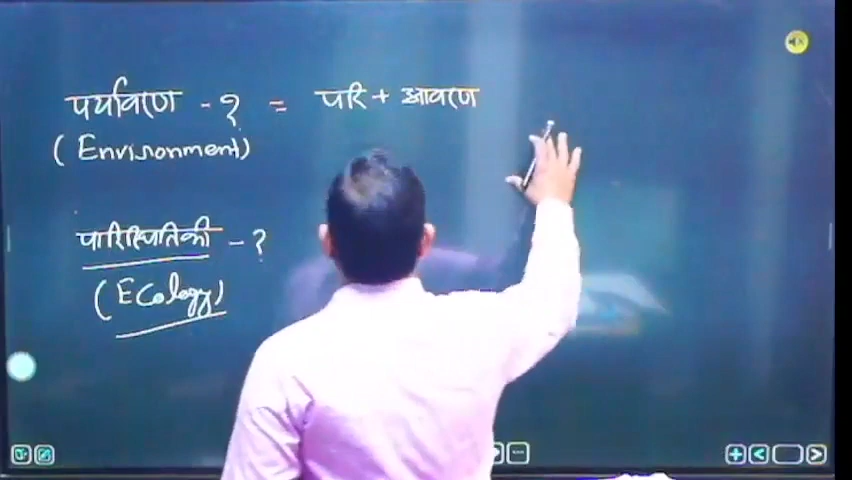 पर्यावरण - ? = परि + आवरण
(Environment)
पारिस्थितिकी - ?
(Ecology)